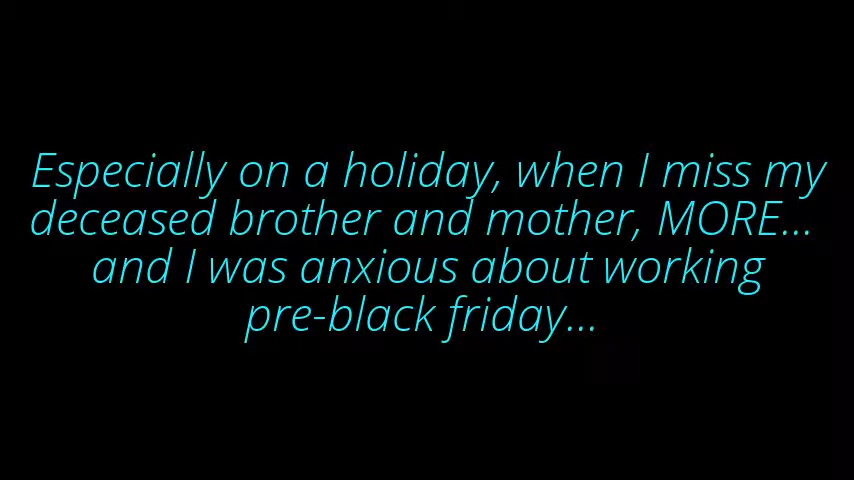 Especially on a holiday, when I miss my
deceased brother and mother, MORE...
and I was anxious about working
pre-black friday...